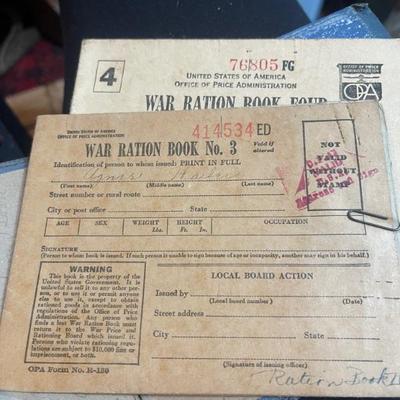 4
76805 FG
UNITED STATES OF AMERICA
OFFICE OF PRICE ADMINISTRATION
WAR RATION BOOK FOUR
OFFICE OF PRICE
ADMINISTRATION
OPA
UNITED STATES OF AMERICA
OFFICE OF PRICE ADMINISTRATION
414534 ED
WAR RATION BOOK No. 3
Void if
altered
NOT
VALID
WITHOUT
STAMP
Identification of person to whom issued: PRINT IN FULL
(First name) (Middle name) (Last name)
Street number or rural route
City or post office State
AGE SEX WEIGHT HEIGHT OCCUPATION
Lbs. Ft. In.
SIGNATURE
(Person to whom book is issued. If such person is unable to sign because of age or incapacity, another may sign in his behalf.)
WARNING
This book is the property of the
United States Government. It is
unlawful to sell it to any other per-
son, or to use it or permit anyone
else to use it, except to obtain
rationed goods in accordance with
regulations of the Office of Price
Administration. Any person who
finds a lost War Ration Book must
return it to the War Price and
Rationing Board which issued it.
Persons who violate rationing regu-
lations are subject to $10,000 fine or
imprisonment, or both.
OPA Form No. R-130
LOCAL BOARD ACTION
Issued by
(Local board number) (Date)
Street address
City State
(Signature of issuing officer)
Ration Book